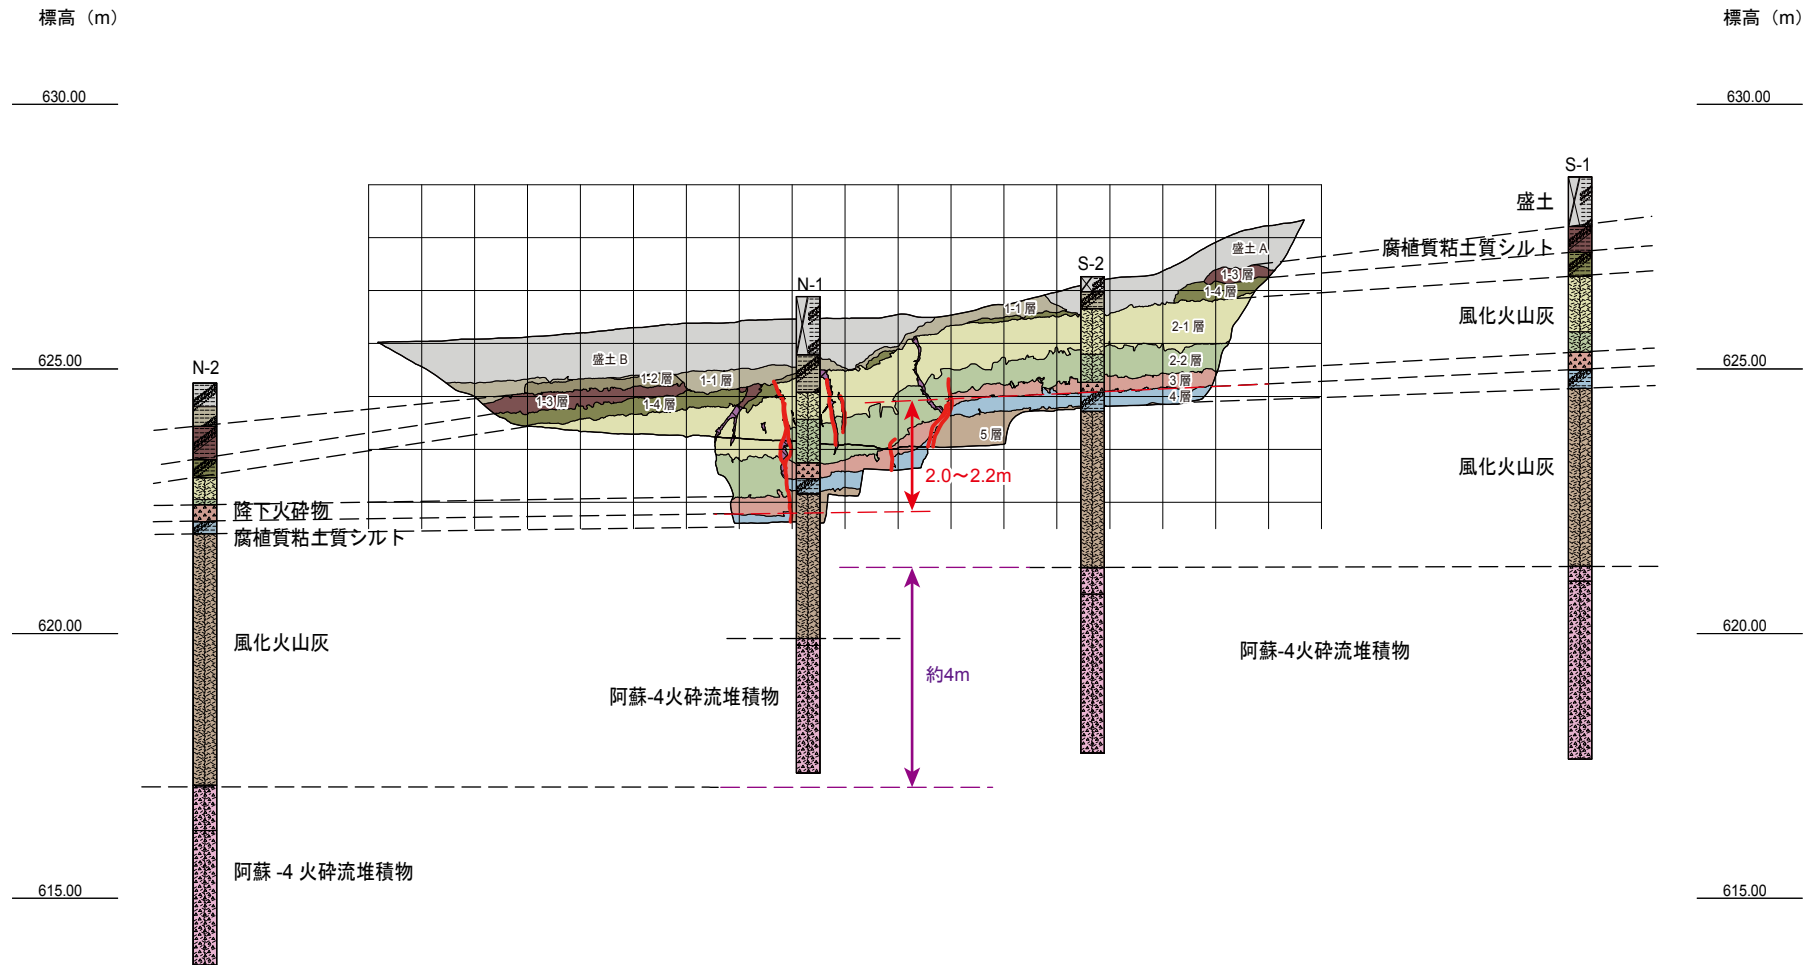 標高（m）
標高（m）
630.00
630.00
S-1
盛土
腐植質粘土質シルト
盛土 A
1-3 層
S-2
1-4 層
N-1
1-1 層
風化火山灰
2-1 層
盛土 B
2-2 層
625.00
625.00
N-2
1-2 層
1-1 層
3 層
1-3 層
1-4 層
4 層
5 層
風化火山灰
2.0～2.2m
降下火砕物
腐植質粘土質シルト
620.00
620.00
風化火山灰
阿蘇-4火砕流堆積物
約4m
阿蘇-4火砕流堆積物
阿蘇 -4 火砕流堆積物
615.00
615.00